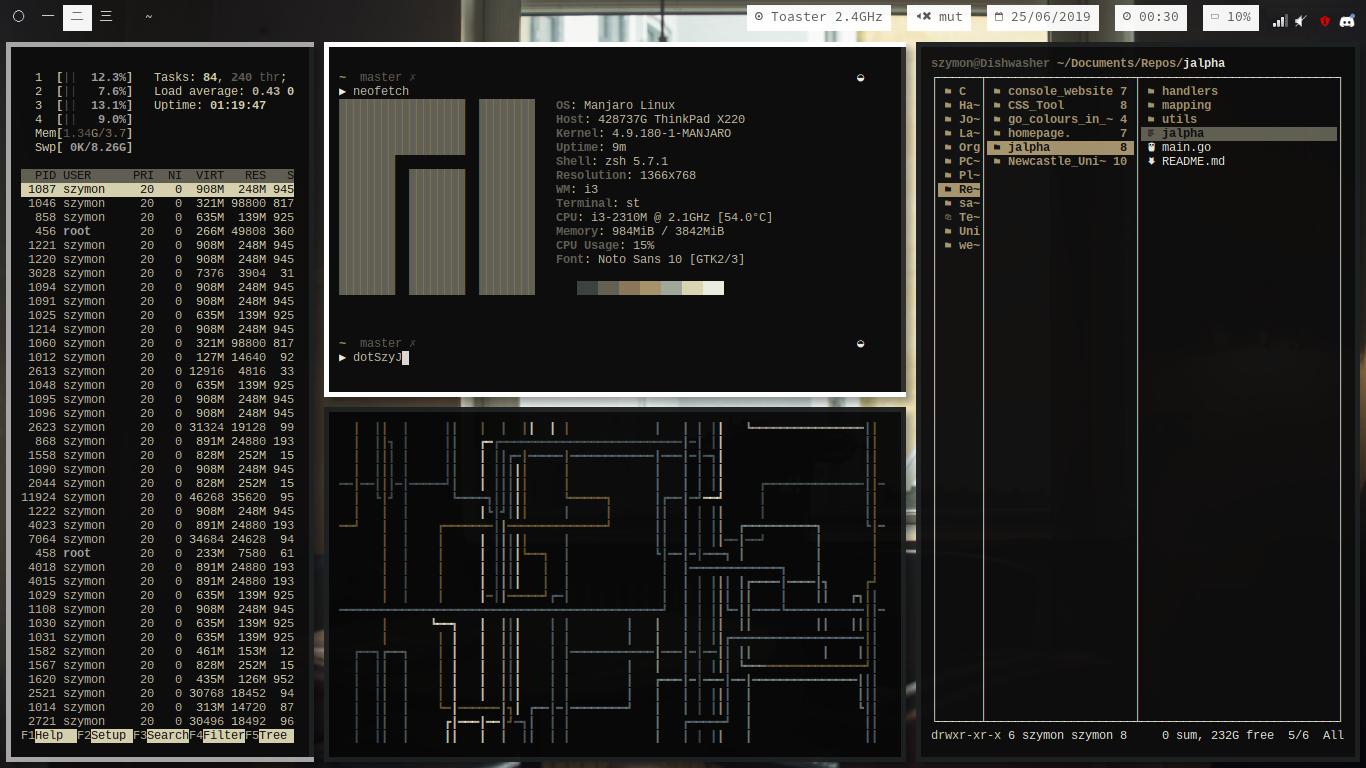 一 二 三 ~
Toaster 2.4GHz mut 25/06/2019 00:30 10%
1 [|| 12.3%] Tasks: 84, 240 thr;
2 [|| 7.6%] Load average: 0.43 0
3 [|| 13.1%] Uptime: 01:19:47
4 [|| 9.0%]
Mem[1.34G/3.7]
Swp[ 0K/8.26G]
PID USER PRI NI VIRT RES S
1087 szymon 20 0 908M 248M 945
1046 szymon 20 0 321M 98800 817
858 szymon 20 0 635M 139M 925
456 root 20 0 266M 49808 360
1221 szymon 20 0 908M 248M 945
1220 szymon 20 0 908M 248M 945
3028 szymon 20 0 7376 3904 31
1094 szymon 20 0 908M 248M 945
1091 szymon 20 0 908M 248M 945
1025 szymon 20 0 635M 139M 925
1214 szymon 20 0 908M 248M 945
1060 szymon 20 0 321M 98800 817
1012 szymon 20 0 127M 14640 92
2613 szymon 20 0 12916 4816 33
1048 szymon 20 0 635M 139M 925
1095 szymon 20 0 908M 248M 945
1096 szymon 20 0 908M 248M 945
2623 szymon 20 0 31324 19128 99
868 szymon 20 0 891M 24880 193
1558 szymon 20 0 828M 252M 15
1090 szymon 20 0 908M 248M 945
2044 szymon 20 0 828M 252M 15
11924 szymon 20 0 46268 35620 95
1222 szymon 20 0 908M 248M 945
4023 szymon 20 0 891M 24880 193
7064 szymon 20 0 34684 24628 94
458 root 20 0 233M 7580 61
4018 szymon 20 0 891M 24880 193
4015 szymon 20 0 891M 24880 193
1029 szymon 20 0 635M 139M 925
1108 szymon 20 0 908M 248M 945
1030 szymon 20 0 635M 139M 925
1031 szymon 20 0 635M 139M 925
1582 szymon 20 0 461M 153M 12
1567 szymon 20 0 828M 252M 15
1620 szymon 20 0 435M 126M 952
2521 szymon 20 0 30768 18452 94
1014 szymon 20 0 313M 14720 87
2721 szymon 20 0 30496 18492 96
F1Help F2Setup F3SearchF4FilterF5Tree
~ master ✗
▶ neofetch
OS: Manjaro Linux
Host: 428737G ThinkPad X220
Kernel: 4.9.180-1-MANJARO
Uptime: 9m
Shell: zsh 5.7.1
Resolution: 1366x768
WM: i3
Terminal: st
CPU: i3-2310M @ 2.1GHz [54.0°C]
Memory: 984MiB / 3842MiB
CPU Usage: 15%
Font: Noto Sans 10 [GTK2/3]
~ master ✗
▶ dotSzyJ
szymon@Dishwasher ~/Documents/Repos/jalpha
C
Ha~
Jo~
La~
Org
PC~
Pl~
Re~
sa~
Te~
Uni
we~
console_website 7
CSS_Tool 8
go_colours_in_~ 4
homepage. 7
jalpha 8
Newcastle_Uni~ 10
handlers
mapping
utils
jalpha
main.go
README.md
drwxr-xr-x 6 szymon szymon 8 0 sum, 232G free 5/6 All